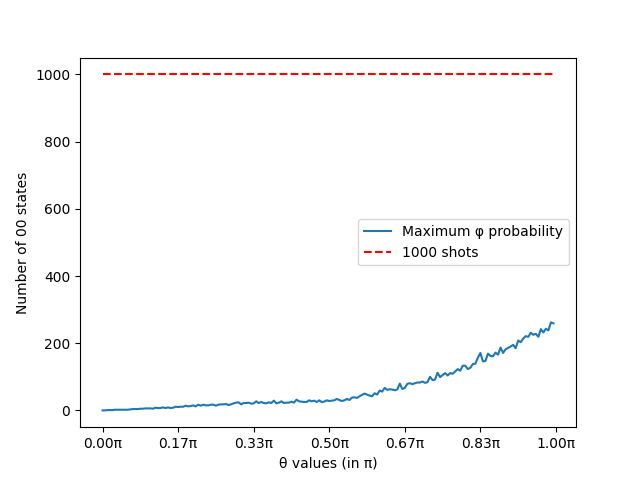 1000
800
600
400
200
0
Number of 00 states
Maximum φ probability
1000 shots
0.00π 0.17π 0.33π 0.50π 0.67π 0.83π 1.00π
θ values (in π)